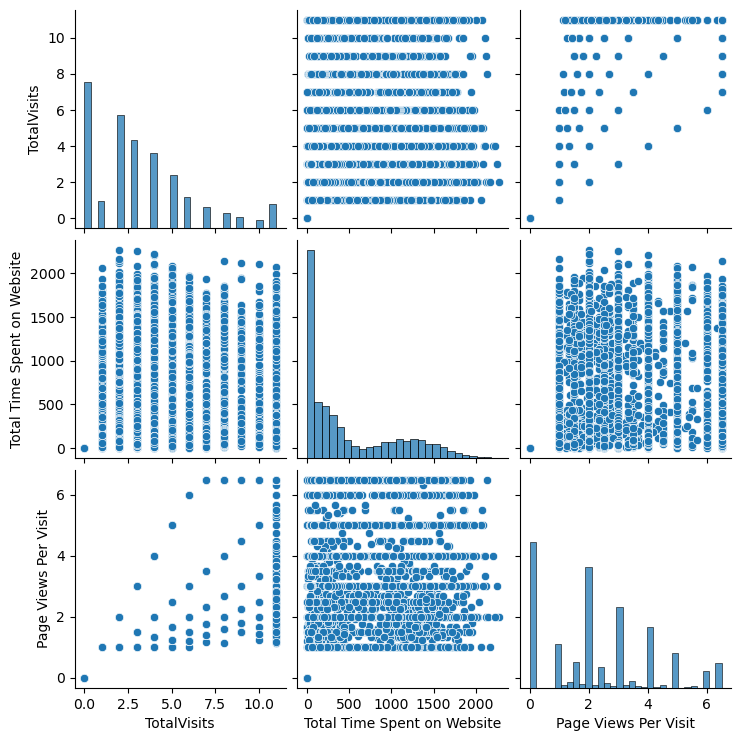 TotalVisits
10
8
6
4
2
0
Total Time Spent on Website
2000
1500
1000
500
0
Page Views Per Visit
6
4
2
0
0.0 2.5 5.0 7.5 10.0
0 500 1000 1500 2000
0 2 4 6
TotalVisits
Total Time Spent on Website
Page Views Per Visit